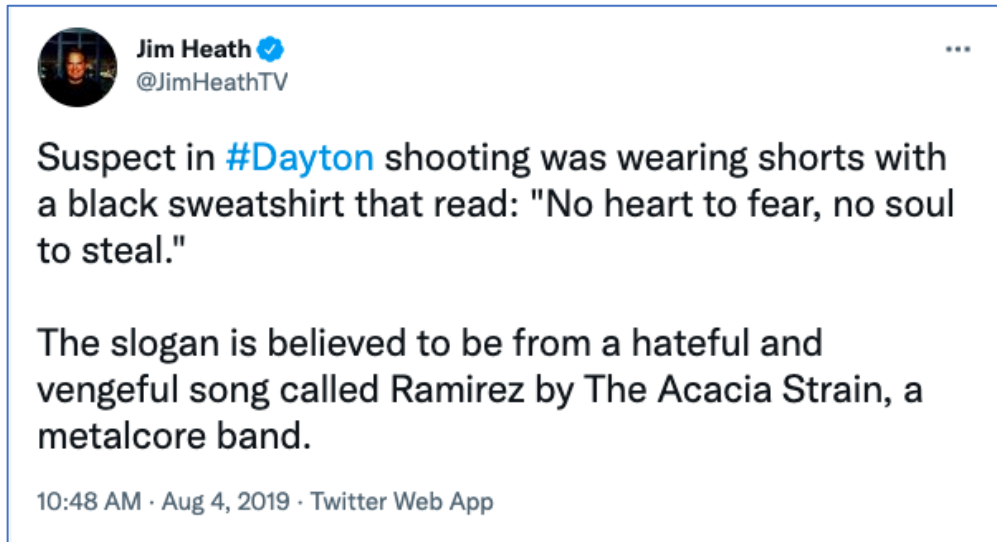 Jim Heath
@JimHeathTV
Suspect in #Dayton shooting was wearing shorts with
a black sweatshirt that read: "No heart to fear, no soul
to steal."
The slogan is believed to be from a hateful and
vengeful song called Ramirez by The Acacia Strain, a
metalcore band.
10:48 AM · Aug 4, 2019 · Twitter Web App